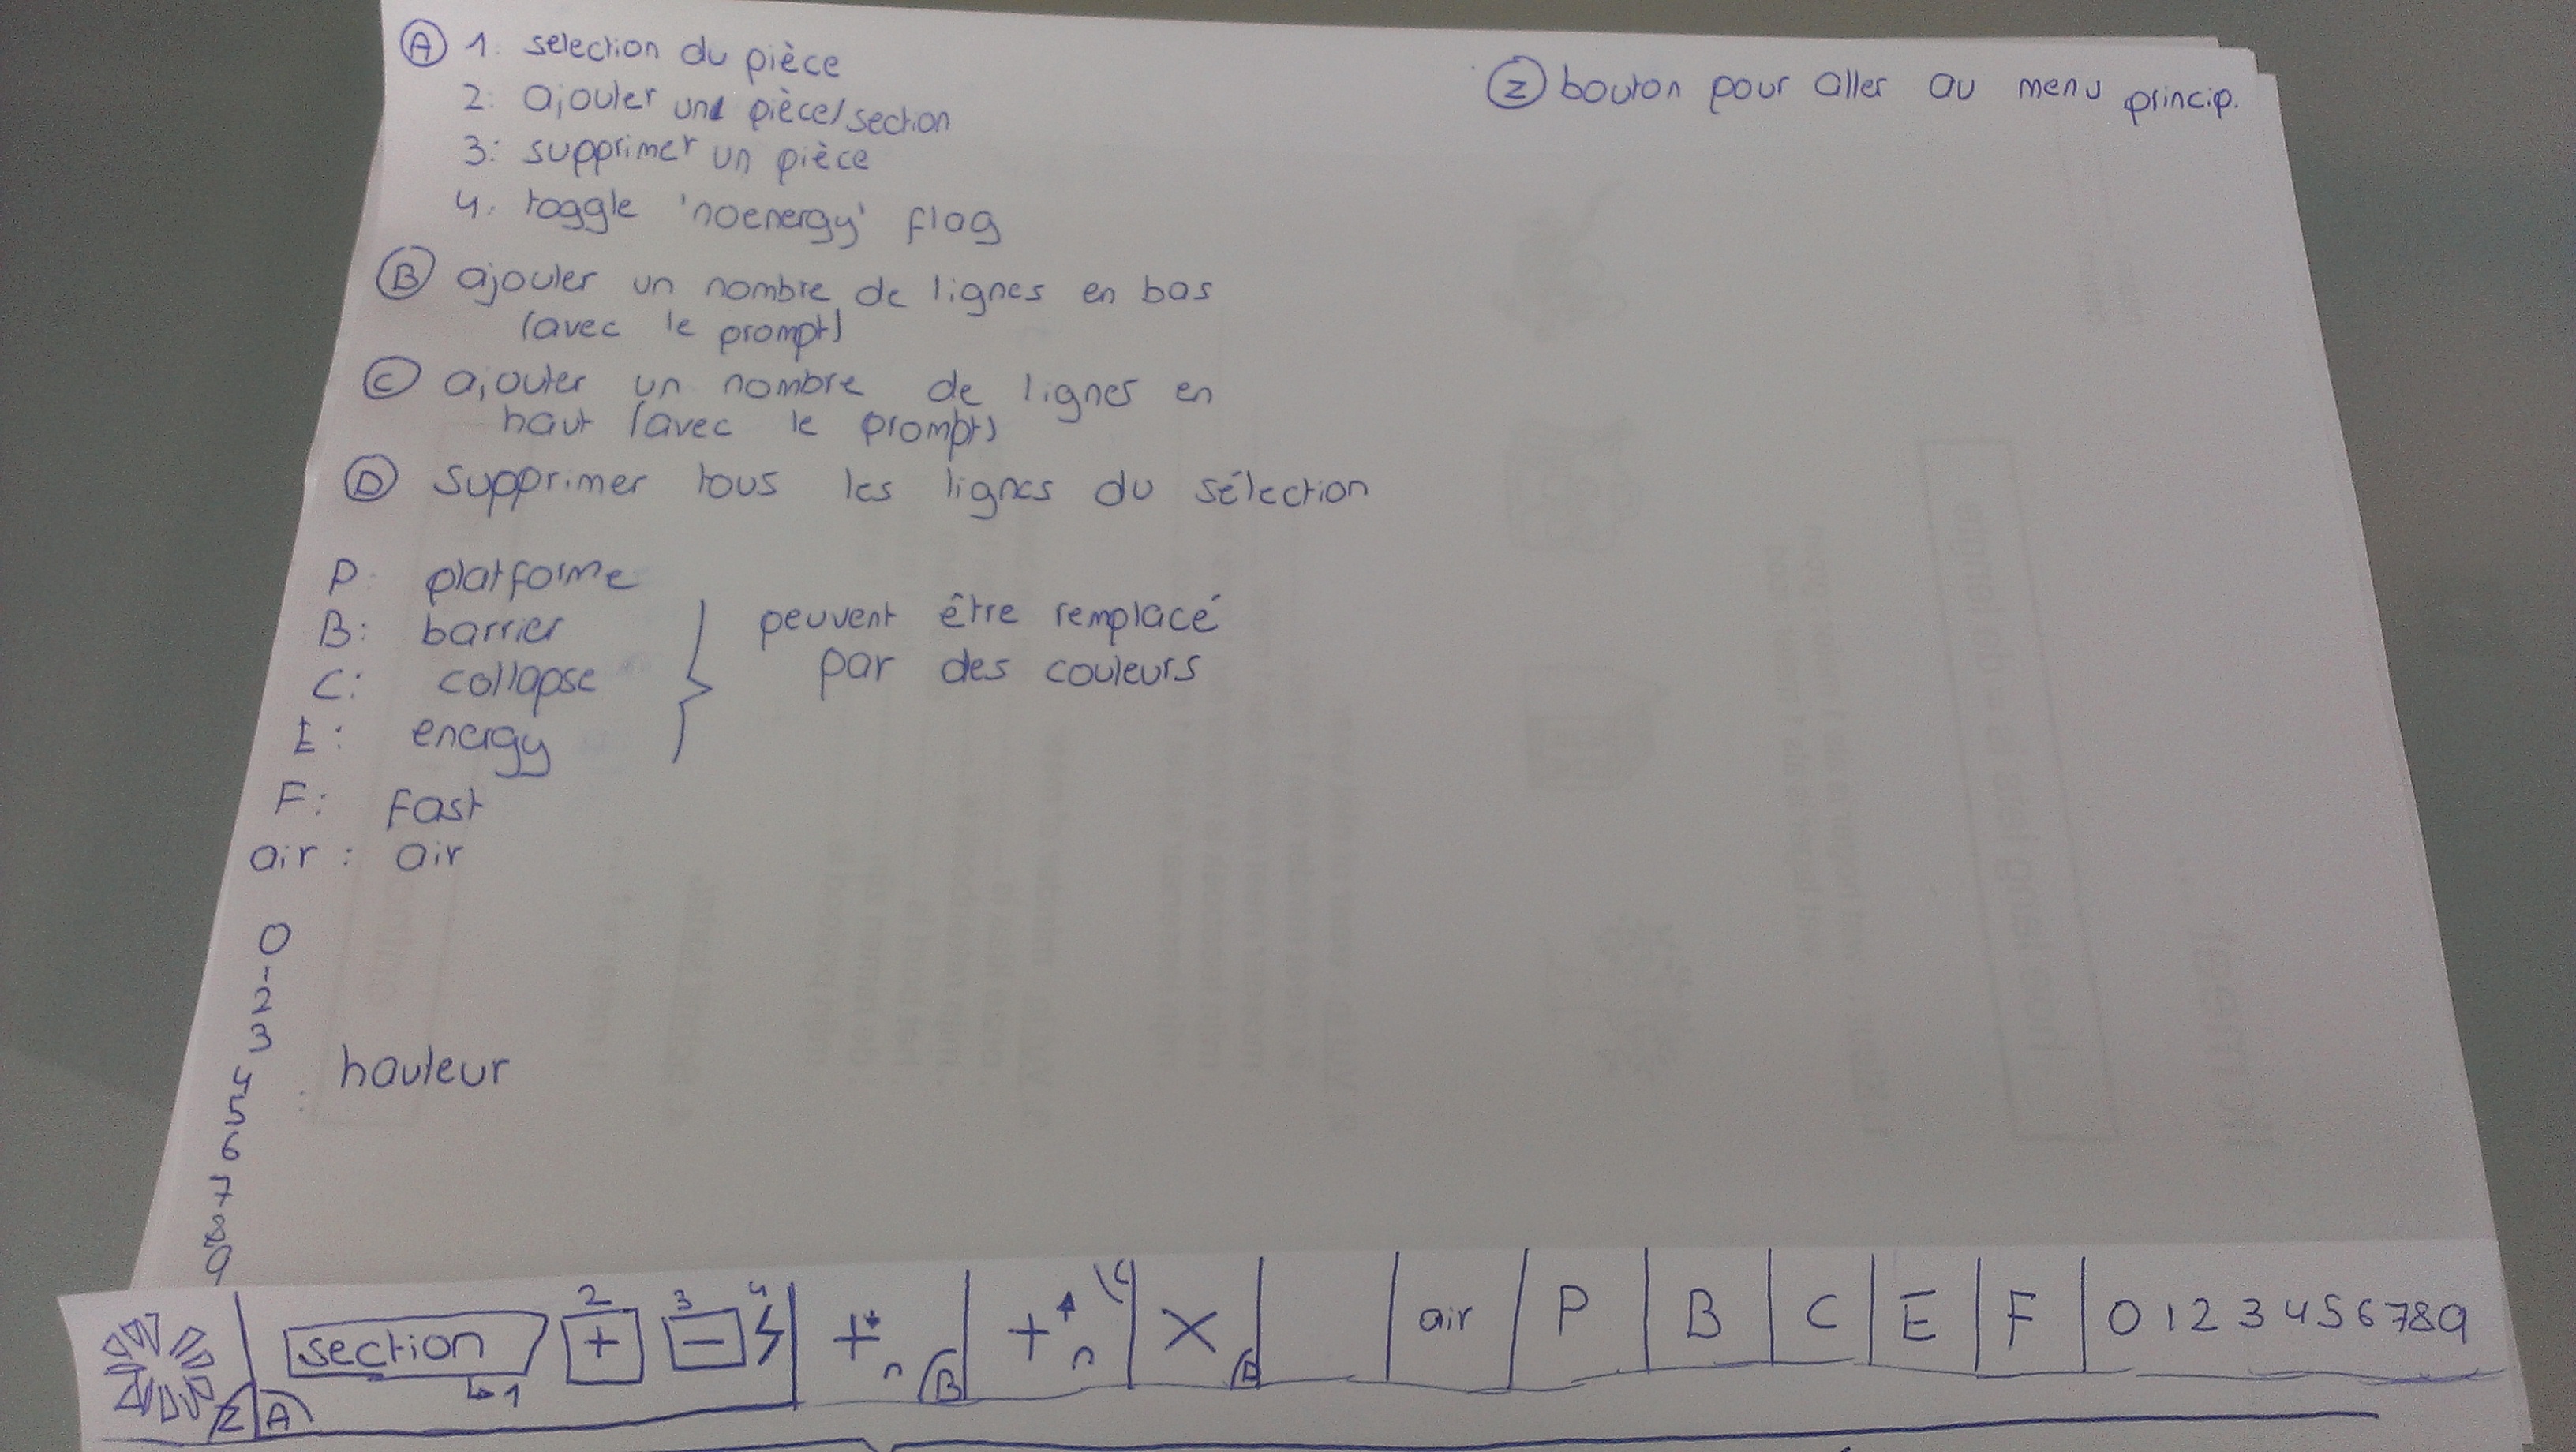 A 1. selection du pièce
2: ajouter une pièce/section
3: supprimer un pièce
4: toggle 'noenergy' flag
B ajouter un nombre de lignes en bas
(avec le prompt)
C ajouter un nombre de lignes en
haut (avec le prompt)
D supprimer tous les lignes du sélection
Z bouton pour aller au menu princip.
P: platforme
B: barrier
C: collapse
E: energy
peuvent être remplacé
par des couleurs
F: Fast
air : air
0
1
2
3
4
5
6
7
8
9
: hauteur
2 3 4
section + - + n + n C X air P B C E F 0 1 2 3 4 5 6 7 8 9
↳ 1
Z A B D